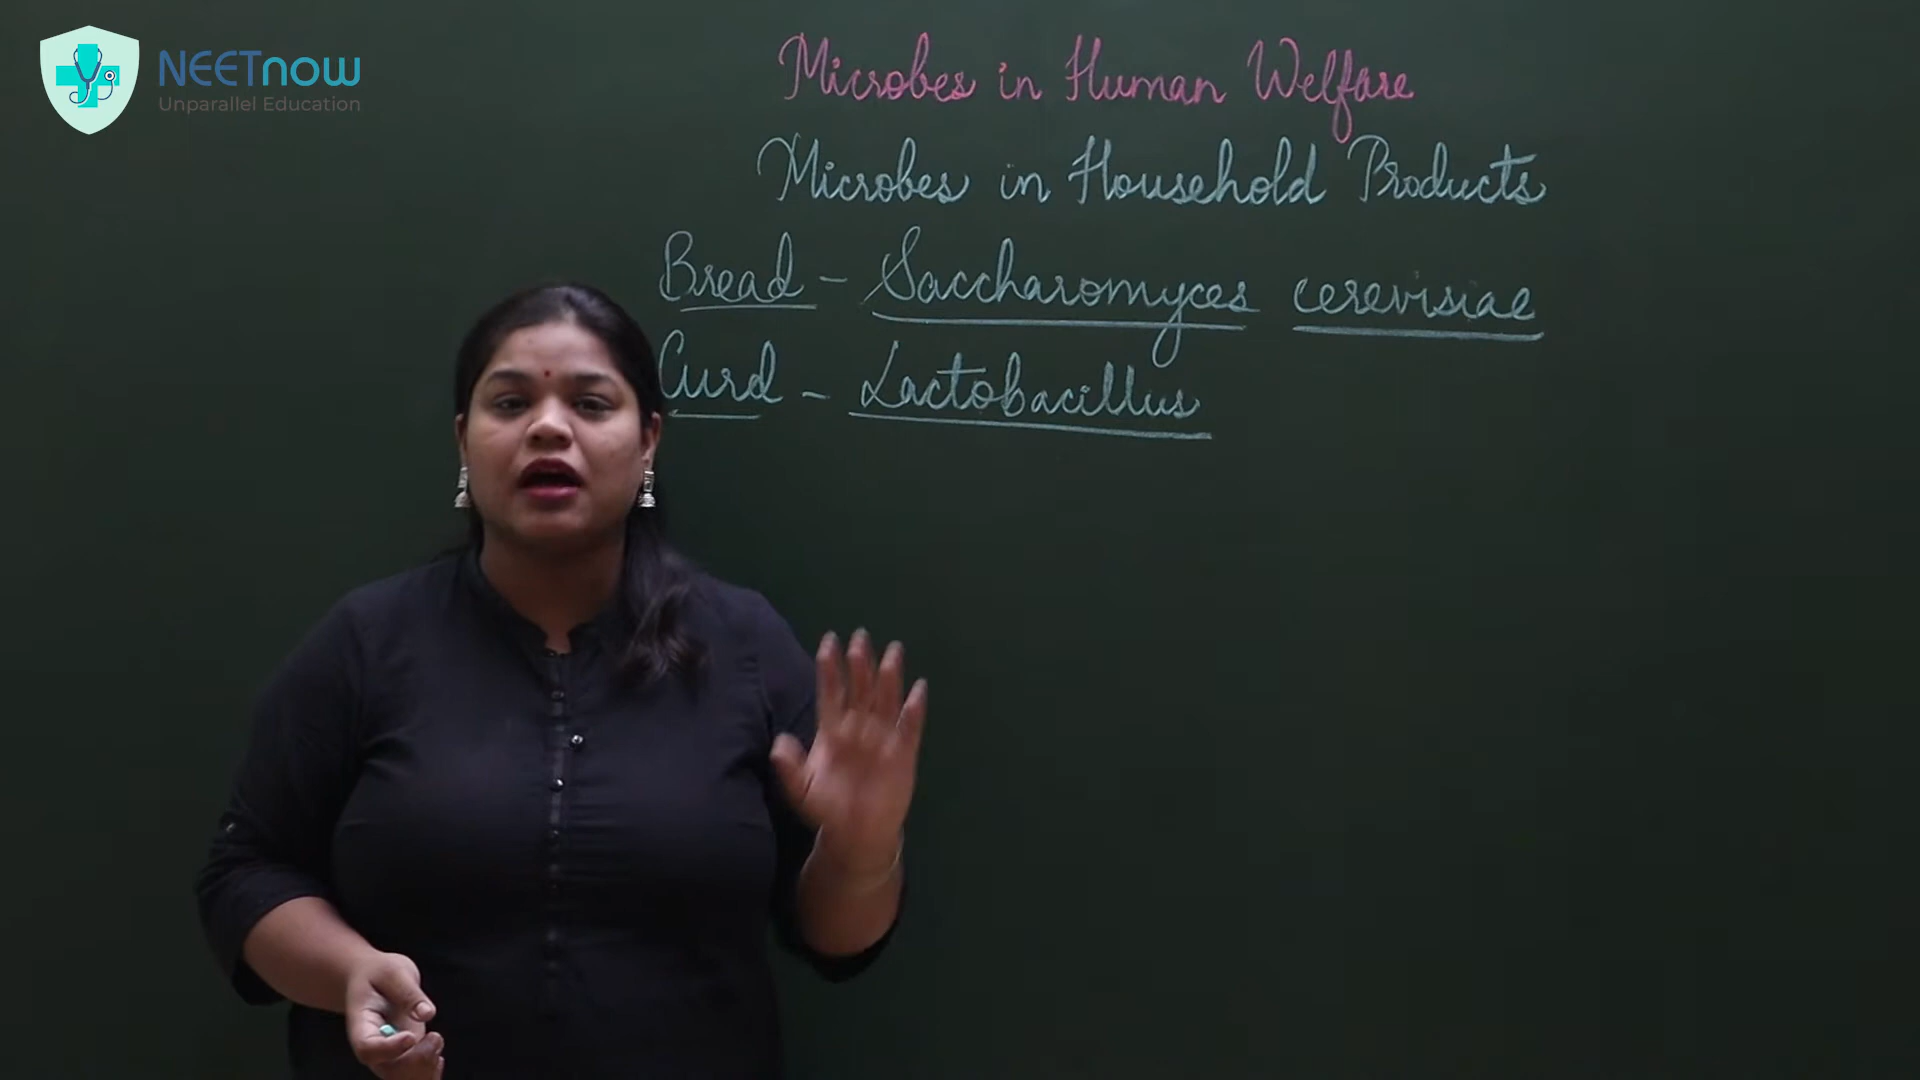 NEETnow
Unparallel Education
Microbes in Human Welfare
Microbes in Household Products
Bread - Saccharomyces cerevisiae
Curd - Lactobacillus